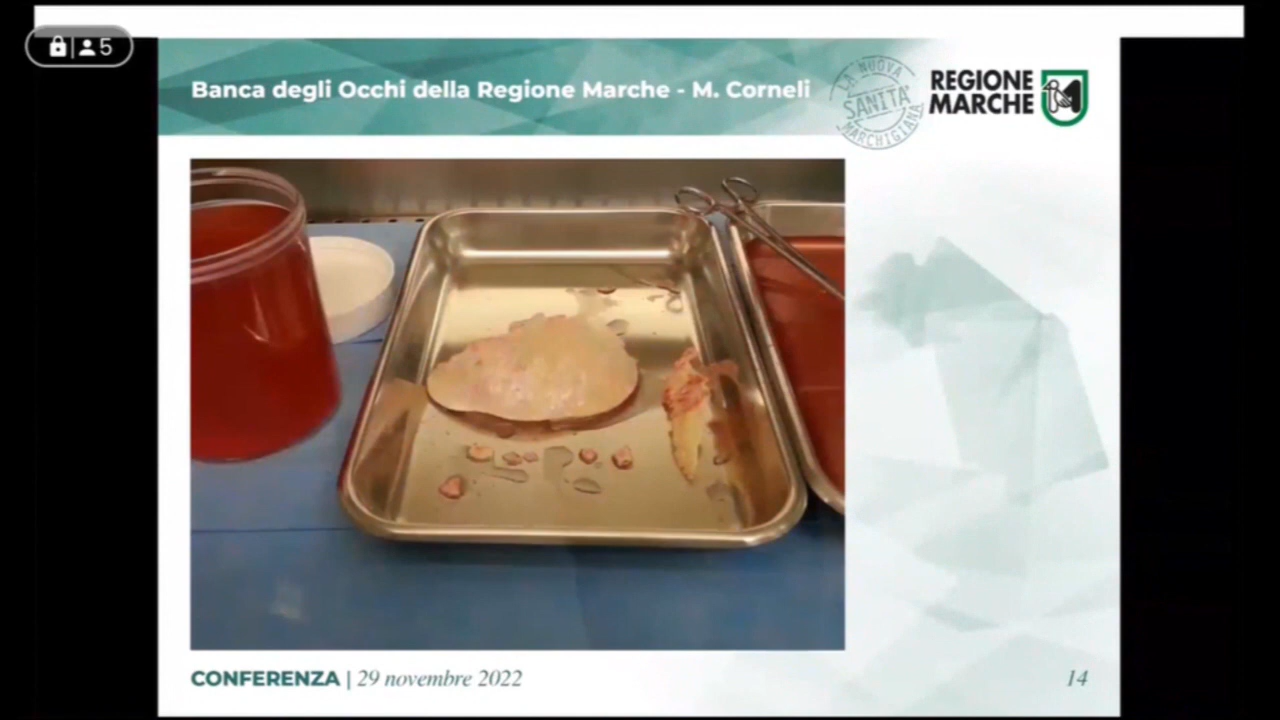 5
Banca degli Occhi della Regione Marche - M. Corneli
LA NUOVA
SANITÀ
MARCHIGIANA
REGIONE
MARCHE
CONFERENZA | 29 novembre 2022
14